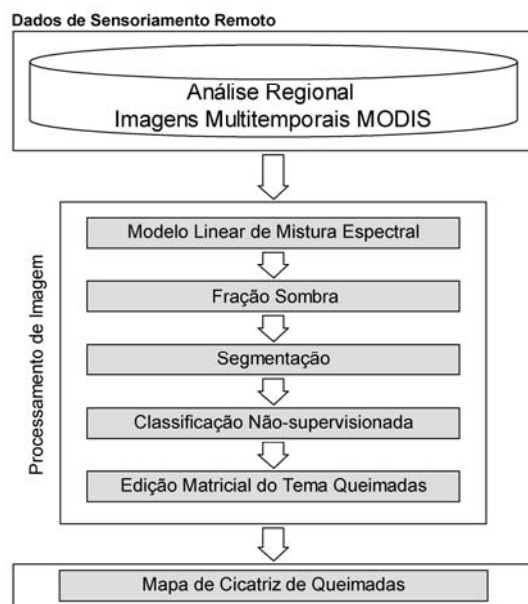 Dados de Sensoriamento Remoto
Análise Regional
Imagens Multitemporais MODIS
Processamento de Imagem
Modelo Linear de Mistura Espectral
Fração Sombra
Segmentação
Classificação Não-supervisionada
Edição Matricial do Tema Queimadas
Mapa de Cicatriz de Queimadas